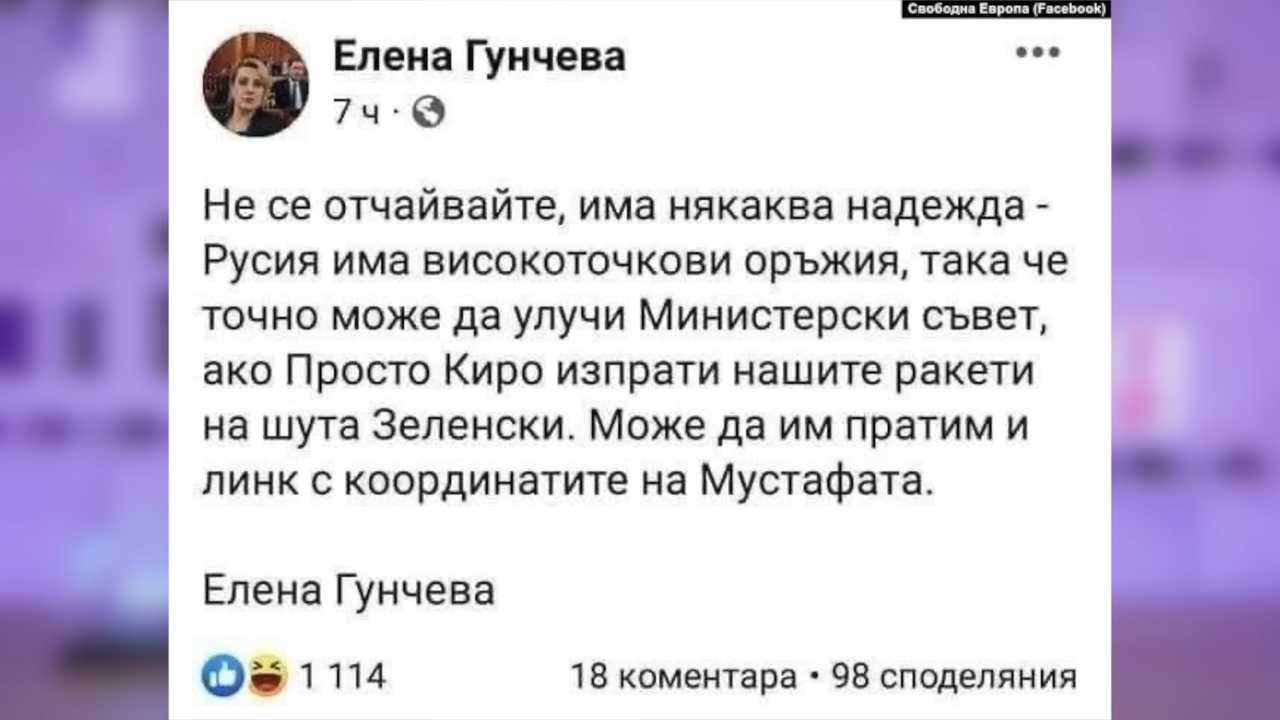 Свободна Европа (Facebook)
Елена Гунчева
7 ч ·
Не се отчайвайте, има някаква надежда -
Русия има високоточкови оръжия, така че
точно може да улучи Министерски съвет,
ако Просто Киро изпрати нашите ракети
на шута Зеленски. Може да им пратим и
линк с координатите на Мустафата.
Елена Гунчева
1 114
18 коментара • 98 споделяния